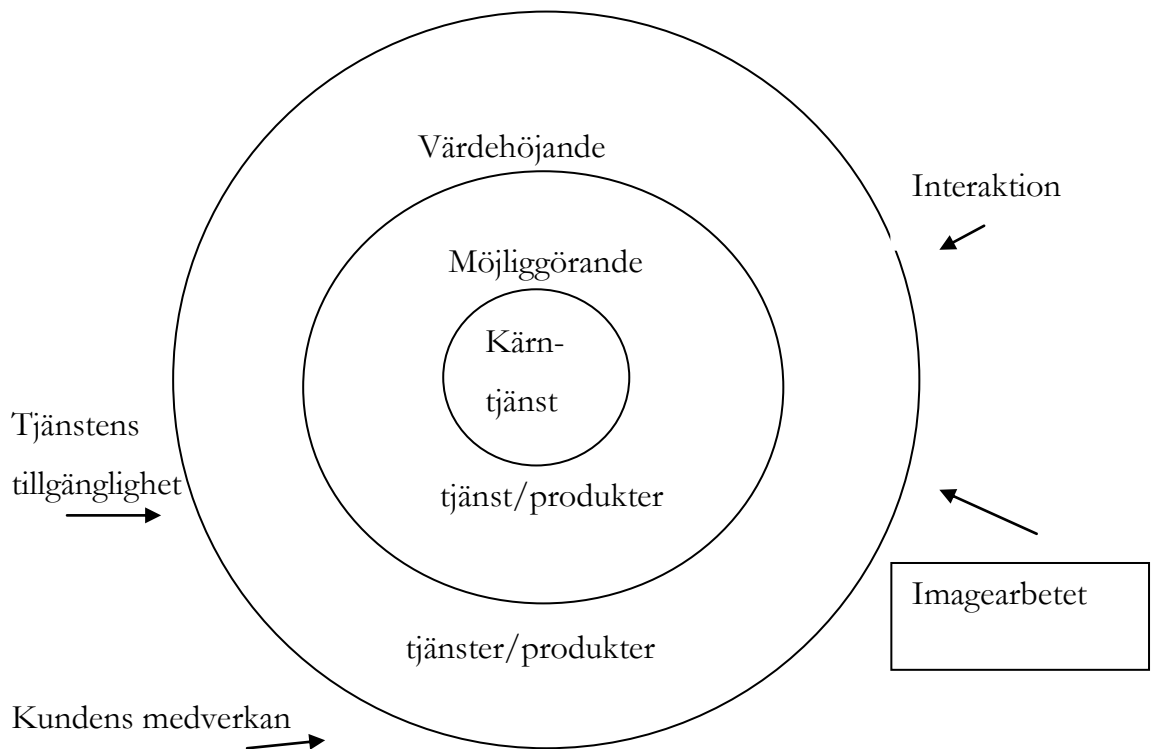 Värdehöjande
Interaktion
Möjliggörande
Kärn-
tjänst
Tjänstens
tillgänglighet
tjänst/produkter
Imagearbetet
tjänster/produkter
Kundens medverkan